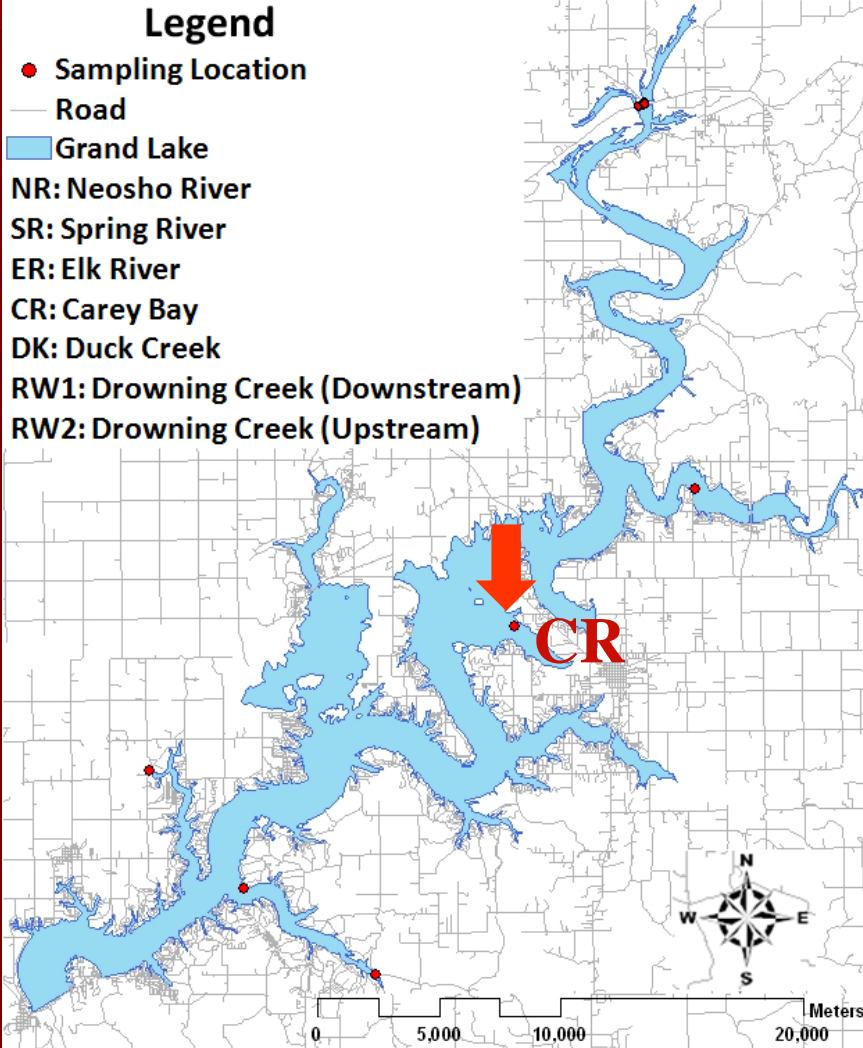 Legend
Sampling Location
Road
Grand Lake
NR: Neosho River
SR: Spring River
ER: Elk River
CR: Carey Bay
DK: Duck Creek
RW1: Drowning Creek (Downstream)
RW2: Drowning Creek (Upstream)
CR
N
W E
S
Meters
0 5,000 10,000 20,000